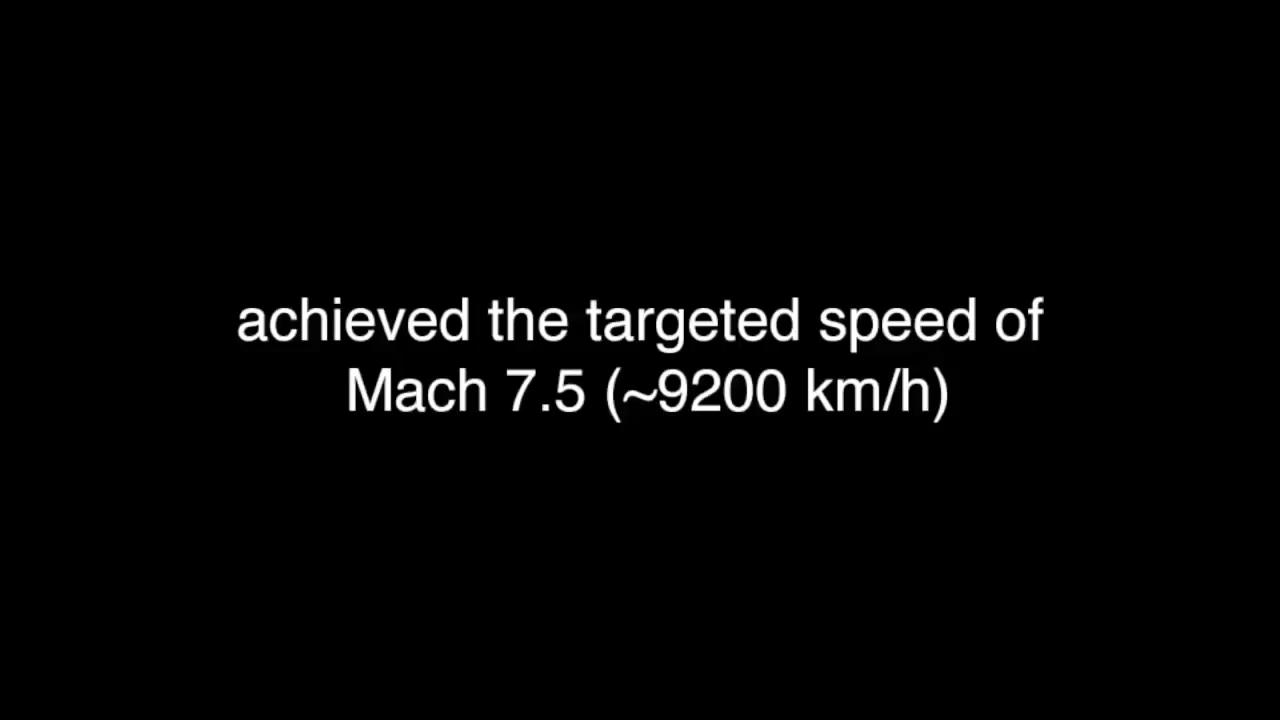 achieved the targeted speed of
Mach 7.5 (~9200 km/h)